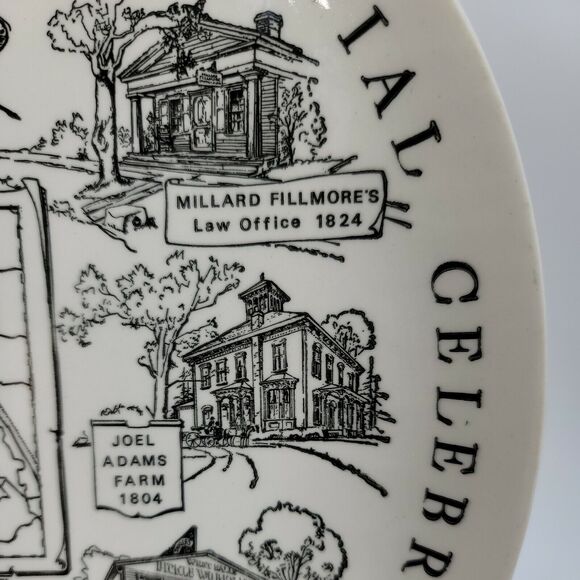 IAL CELEBR
MILLARD FILLMORE'S
Law Office 1824
JOEL
ADAMS
FARM
1804